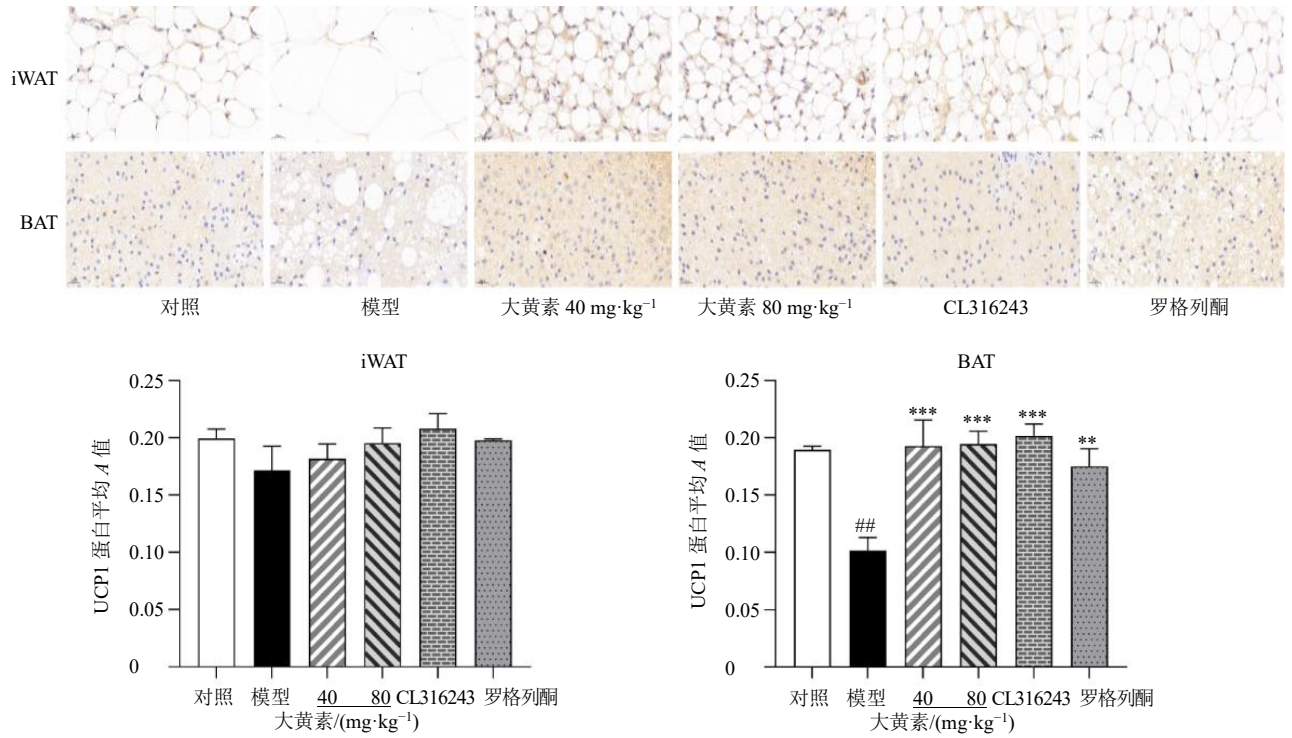 iWAT
BAT
对照 模型 大黄素 40 mg·kg⁻¹ 大黄素 80 mg·kg⁻¹ CL316243 罗格列酮
iWAT
UCP1 蛋白平均 A 值
0.25
0.20
0.15
0.10
0.05
0
对照 模型 40 80 CL316243 罗格列酮
大黄素/(mg·kg⁻¹)
BAT
UCP1 蛋白平均 A 值
0.25
0.20
0.15
0.10
0.05
0
##
***
***
***
**
对照 模型 40 80 CL316243 罗格列酮
大黄素/(mg·kg⁻¹)